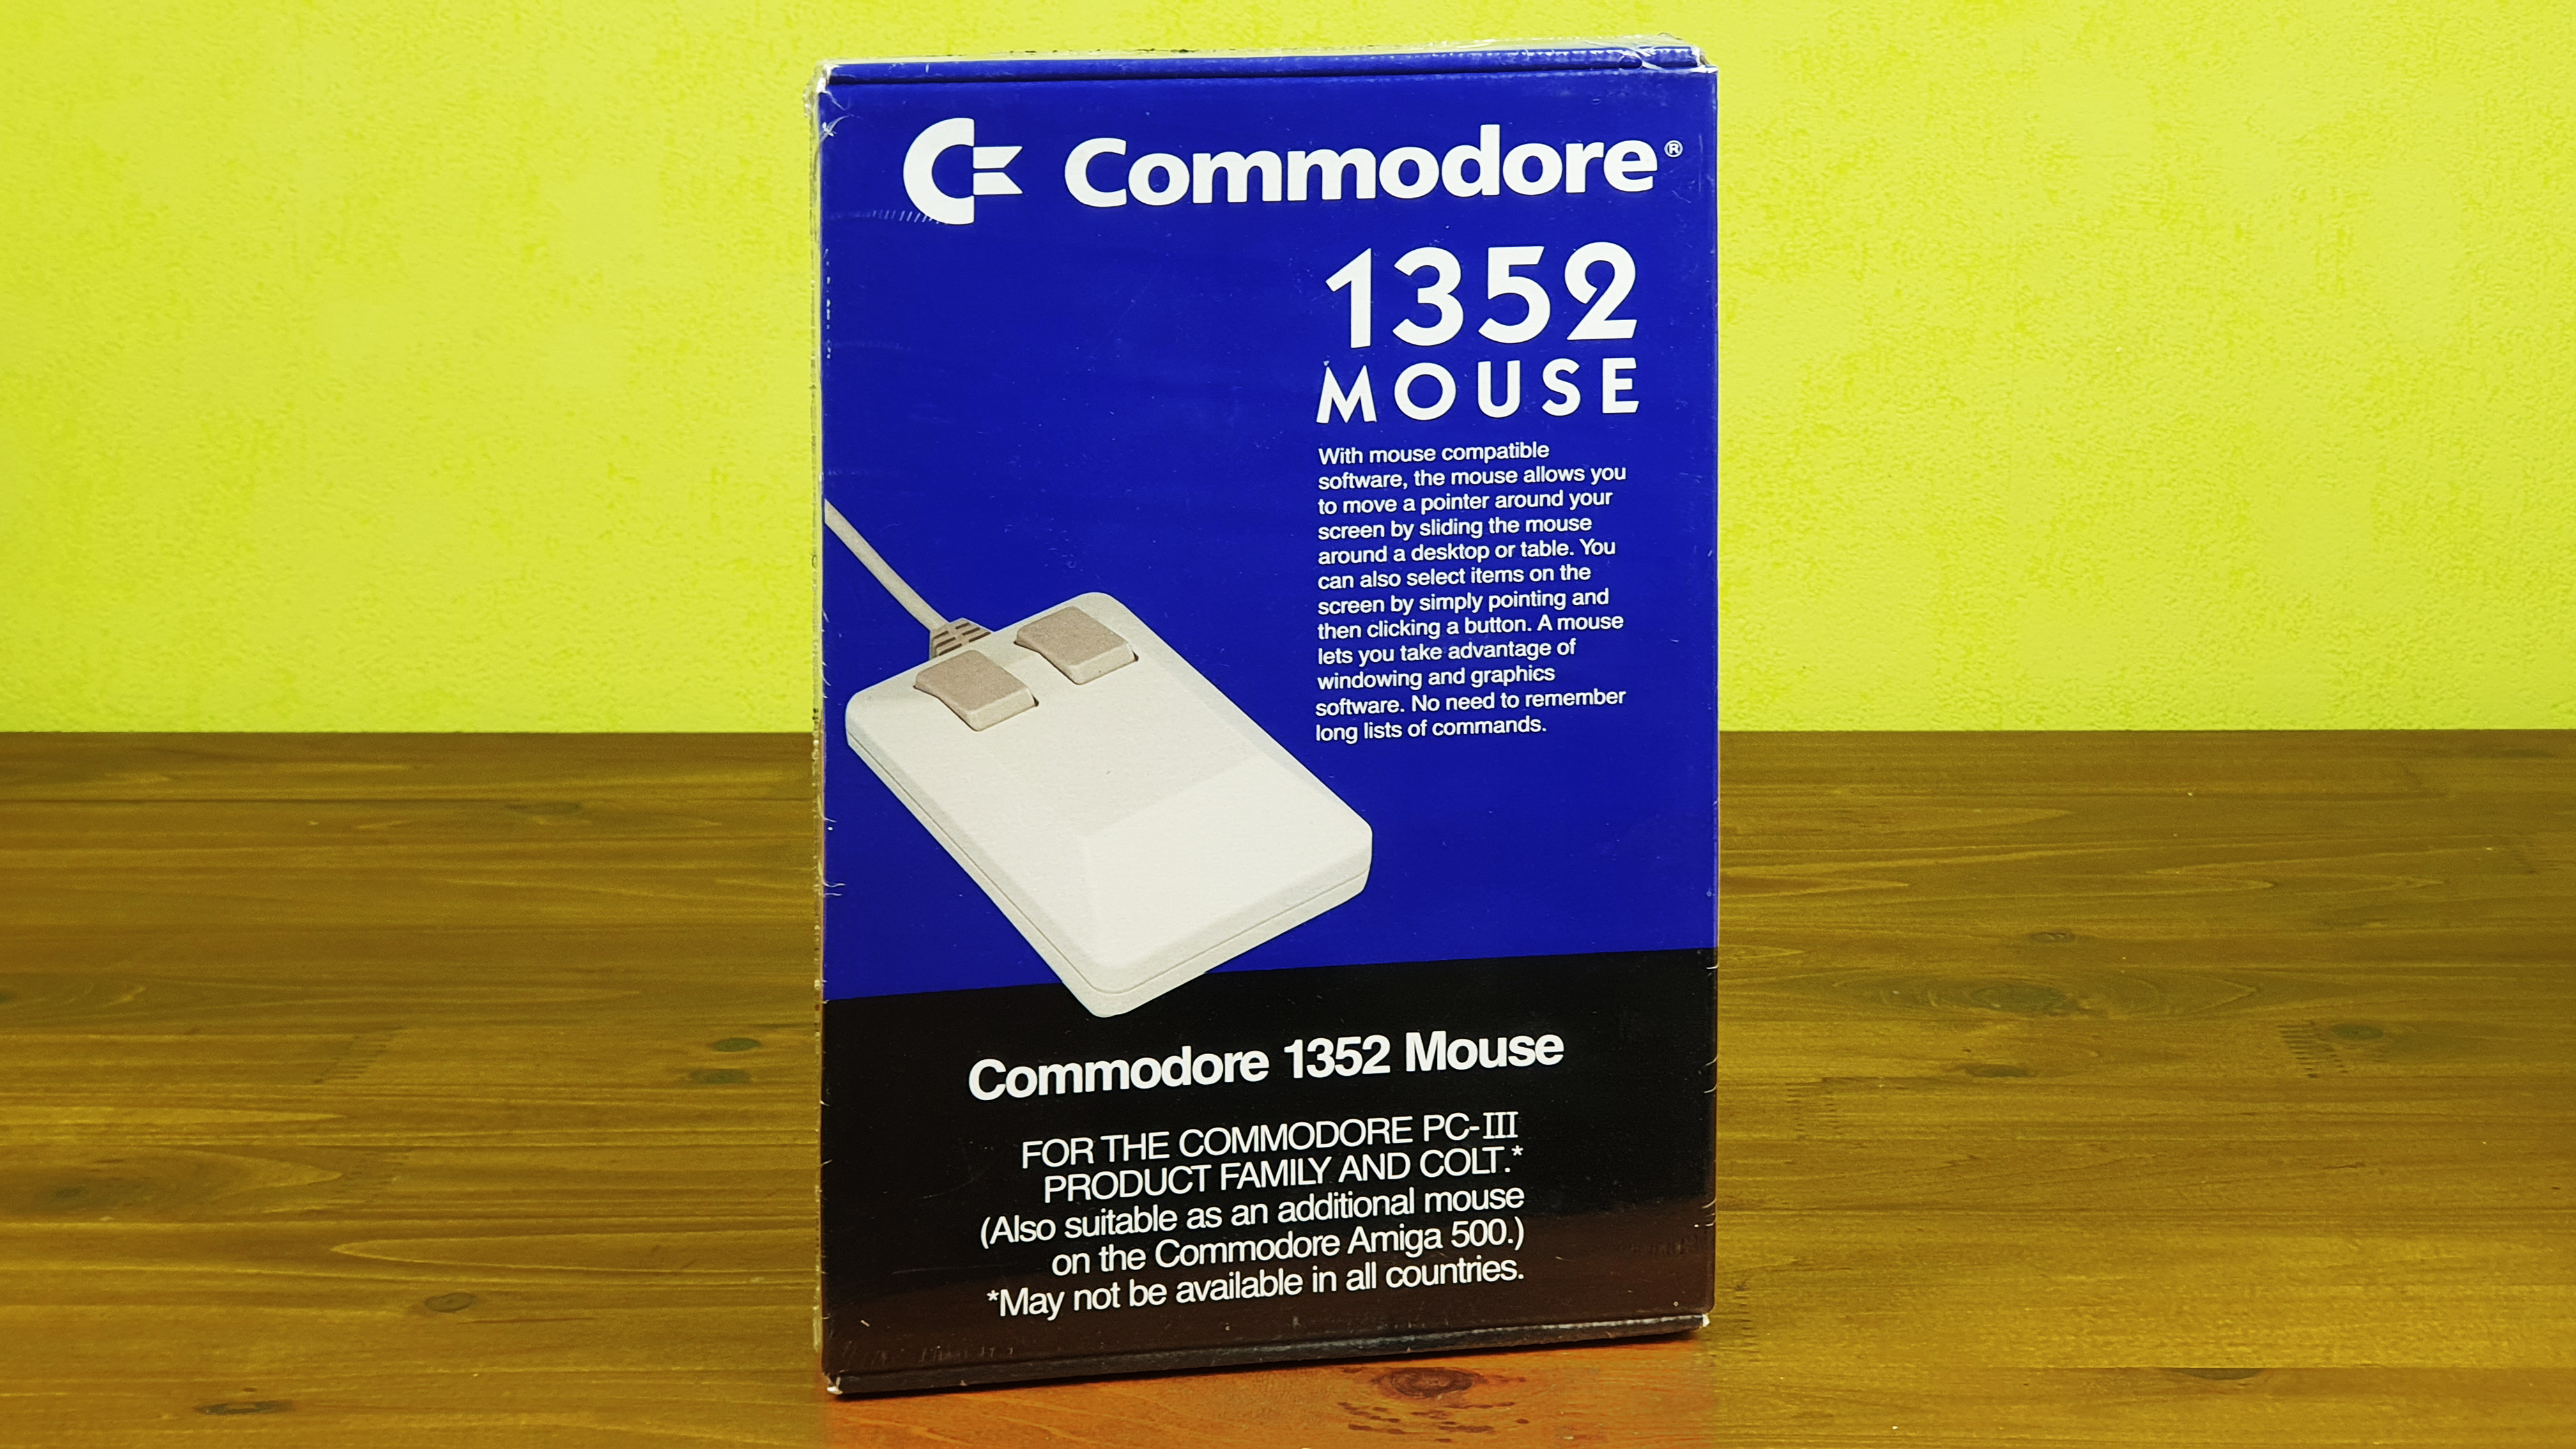 Commodore®
1352
MOUSE
With mouse compatible
software, the mouse allows you
to move a pointer around your
screen by sliding the mouse
around a desktop or table. You
can also select items on the
screen by simply pointing and
then clicking a button. A mouse
lets you take advantage of
windowing and graphics
software. No need to remember
long lists of commands.
Commodore 1352 Mouse
FOR THE COMMODORE PC-III
PRODUCT FAMILY AND COLT.*
(Also suitable as an additional mouse
on the Commodore Amiga 500.)
*May not be available in all countries.